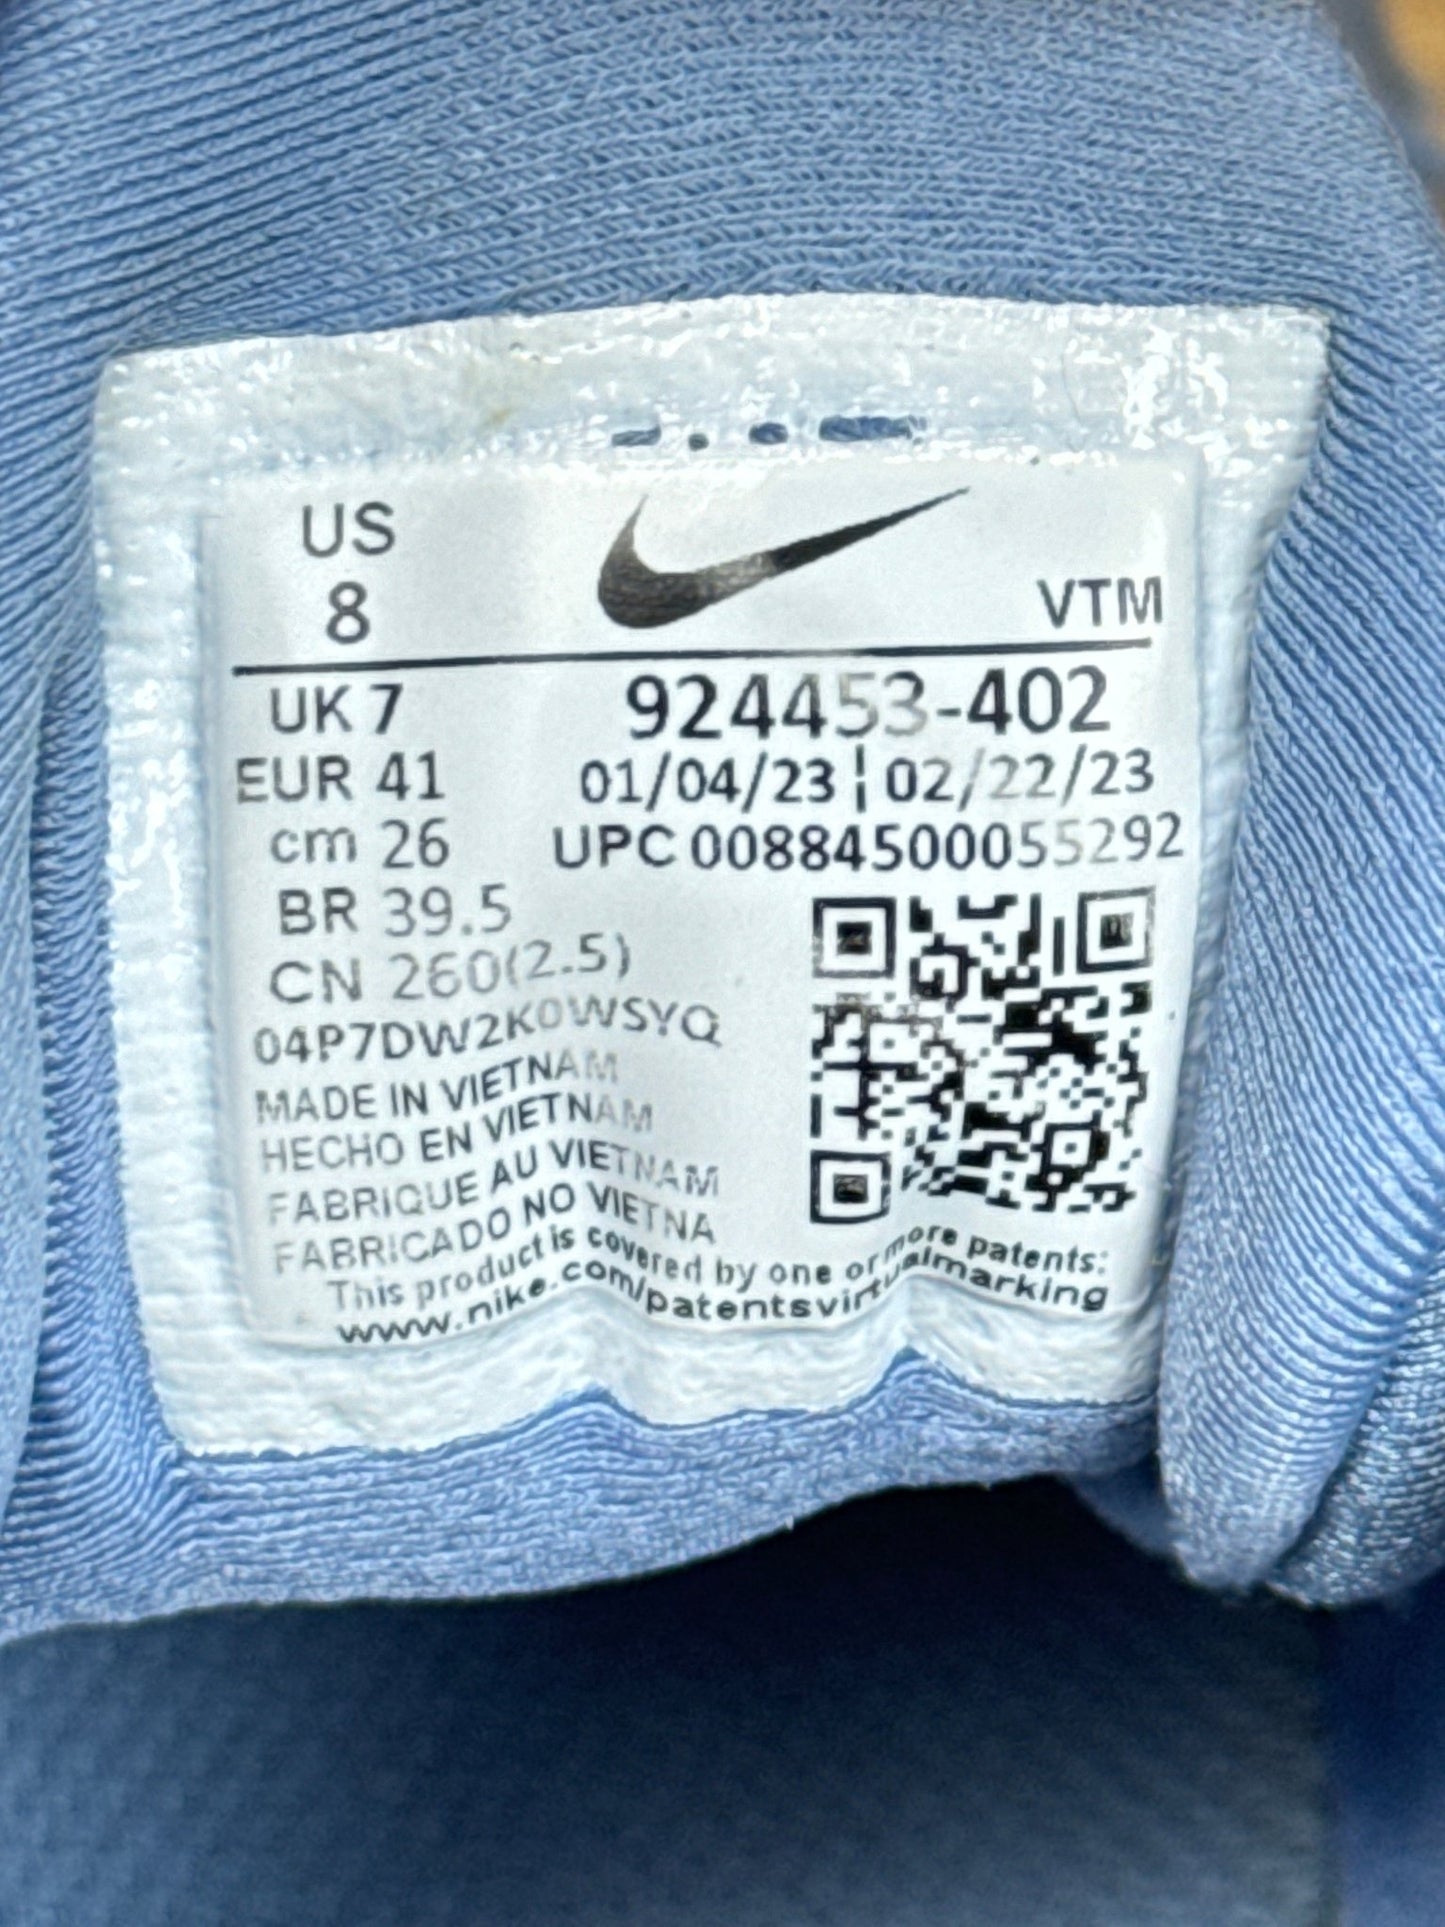 US
8
VTM
UK 7
924453-402
EUR 41
01/04/23 ¦ 02/22/23
cm 26
UPC 00884500055292
BR 39.5
CN 260(2.5)
04P7DW2K0WSYQ
MADE IN VIETNAM
HECHO EN VIETNAM
FABRIQUE AU VIETNAM
FABRICADO NO VIETNA
This product is covered by one or more patents:
www.nike.com/patentsvirtualmarking